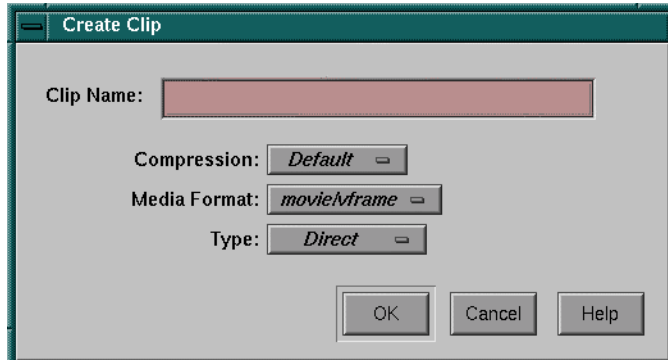 Create Clip
Clip Name:
Compression: Default
Media Format: movie/vframe
Type: Direct
OK Cancel Help